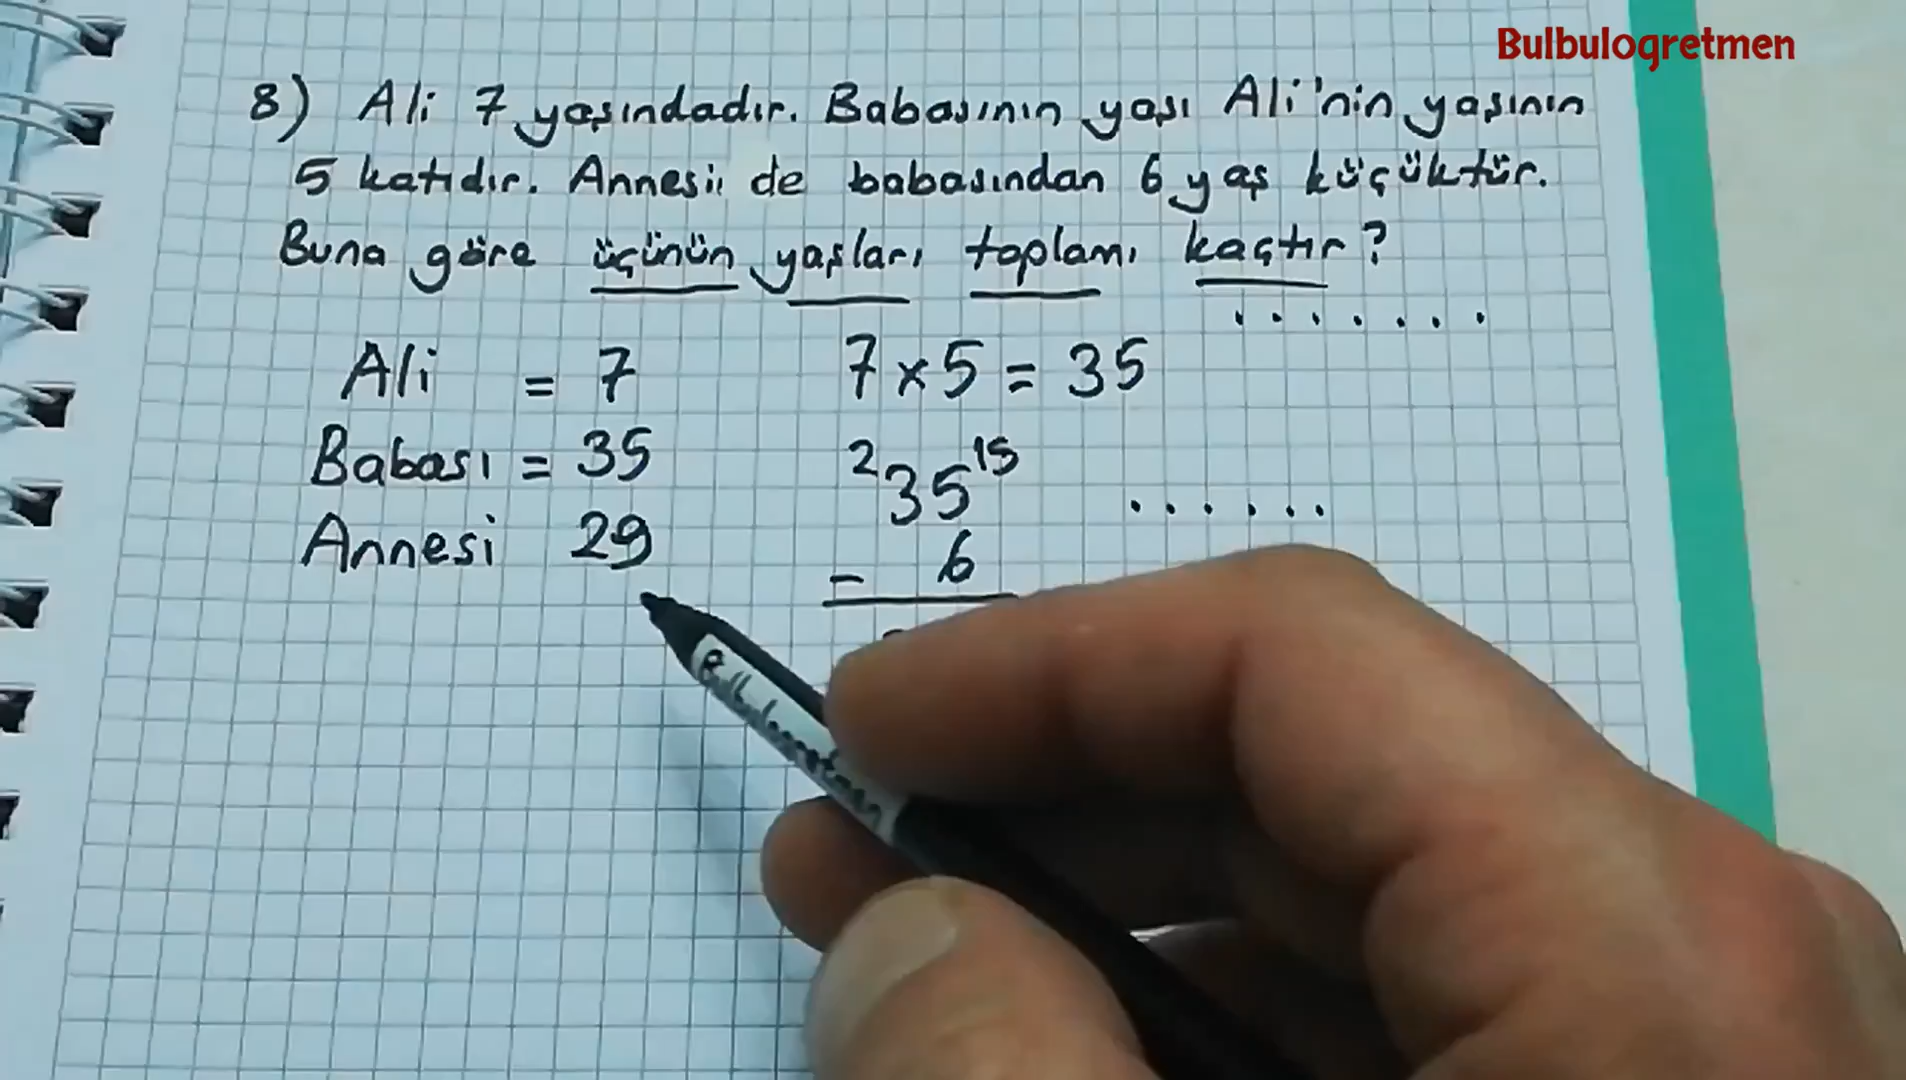 Bulbulogretmen
8) Ali 7 yaşındadır. Babasının yaşı Ali'nin yaşının
5 katıdır. Annesi de babasından 6 yaş küçüktür.
Buna göre üçünün yaşları toplamı kaçtır?
.......
Ali = 7
7 x 5 = 35
Babası = 35
2 35 15
......
Annesi 29
- 6
Bulbulogretmen